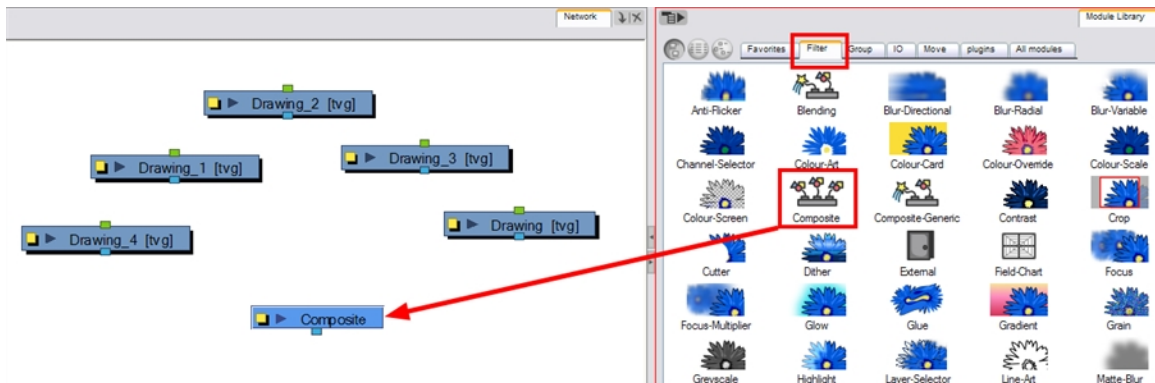 Network
Module Library
Favorites Filter Group IO Move plugins All modules
Drawing_2 [tvg]
Drawing_1 [tvg]
Drawing_3 [tvg]
Drawing_4 [tvg]
Drawing [tvg]
Composite
Anti-Flicker Blending Blur-Directional Blur-Radial Blur-Variable
Channel-Selector Colour-Art Colour-Card Colour-Override Colour-Scale
Colour-Screen Composite Composite-Generic Contrast Crop
Cutter Dither External Field-Chart Focus
Focus-Multiplier Glow Glue Gradient Grain
Greyscale Highlight Layer-Selector Line-Art Matte-Blur